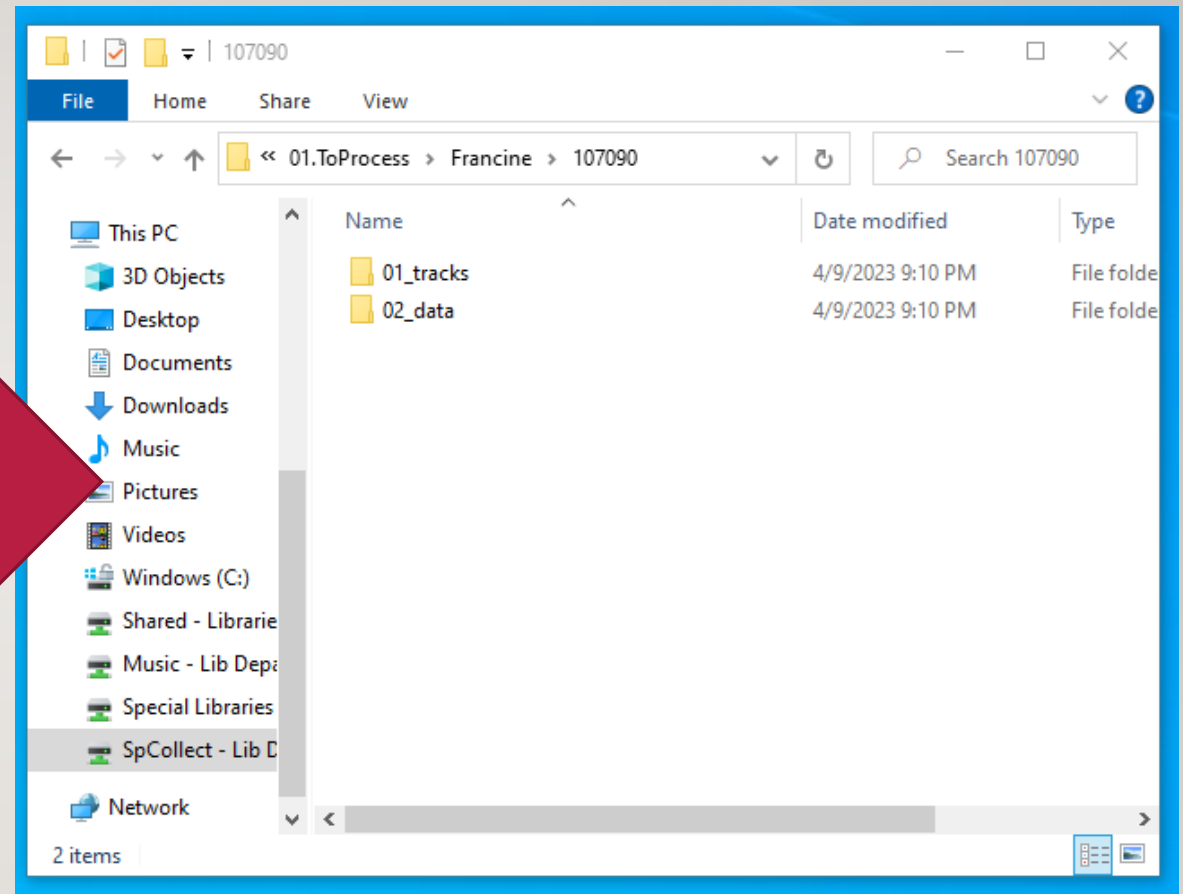 107090
File Home Share View
« 01.ToProcess › Francine › 107090 Search 107090
Name Date modified Type
This PC
3D Objects
Desktop
Documents
Downloads
Music
Pictures
Videos
Windows (C:)
Shared - Librarie
Music - Lib Depa
Special Libraries
SpCollect - Lib D
Network
01_tracks 4/9/2023 9:10 PM File folde
02_data 4/9/2023 9:10 PM File folde
2 items